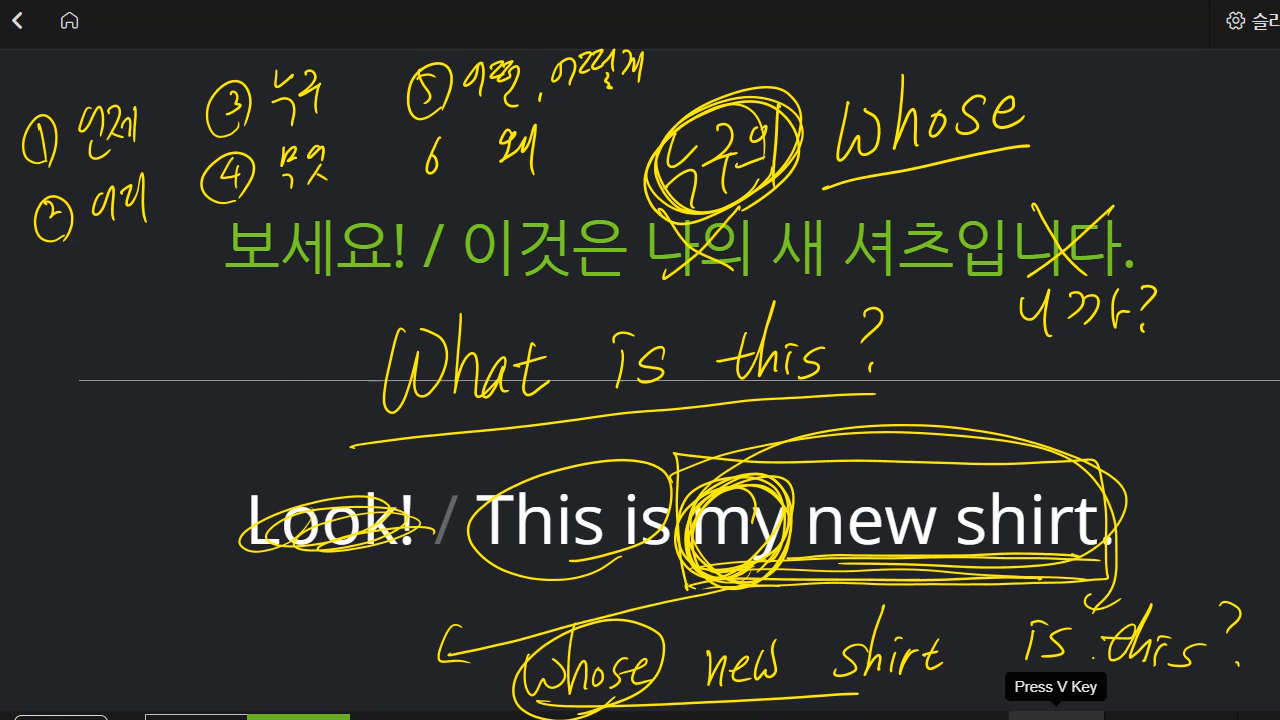 슬라
① 언제
② 어디
③ 누구
④ 무엇
⑤ 어떤, 어떻게
6 왜
누구의 Whose
보세요! / 이것은 나의 새 셔츠입니다.
니까?
What is this?
Look! / This is my new shirt.
whose new shirt is this?
Press V Key